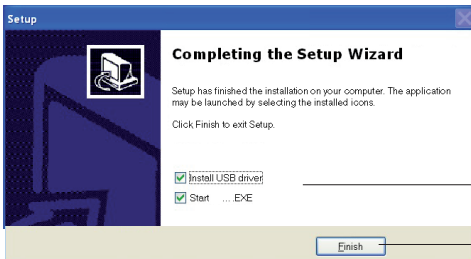 Setup
Completing the Setup Wizard
Setup has finished the installation on your computer. The application
may be launched by selecting the installed icons.
Click Finish to exit Setup.
Install USB driver
Start ....EXE
Finish